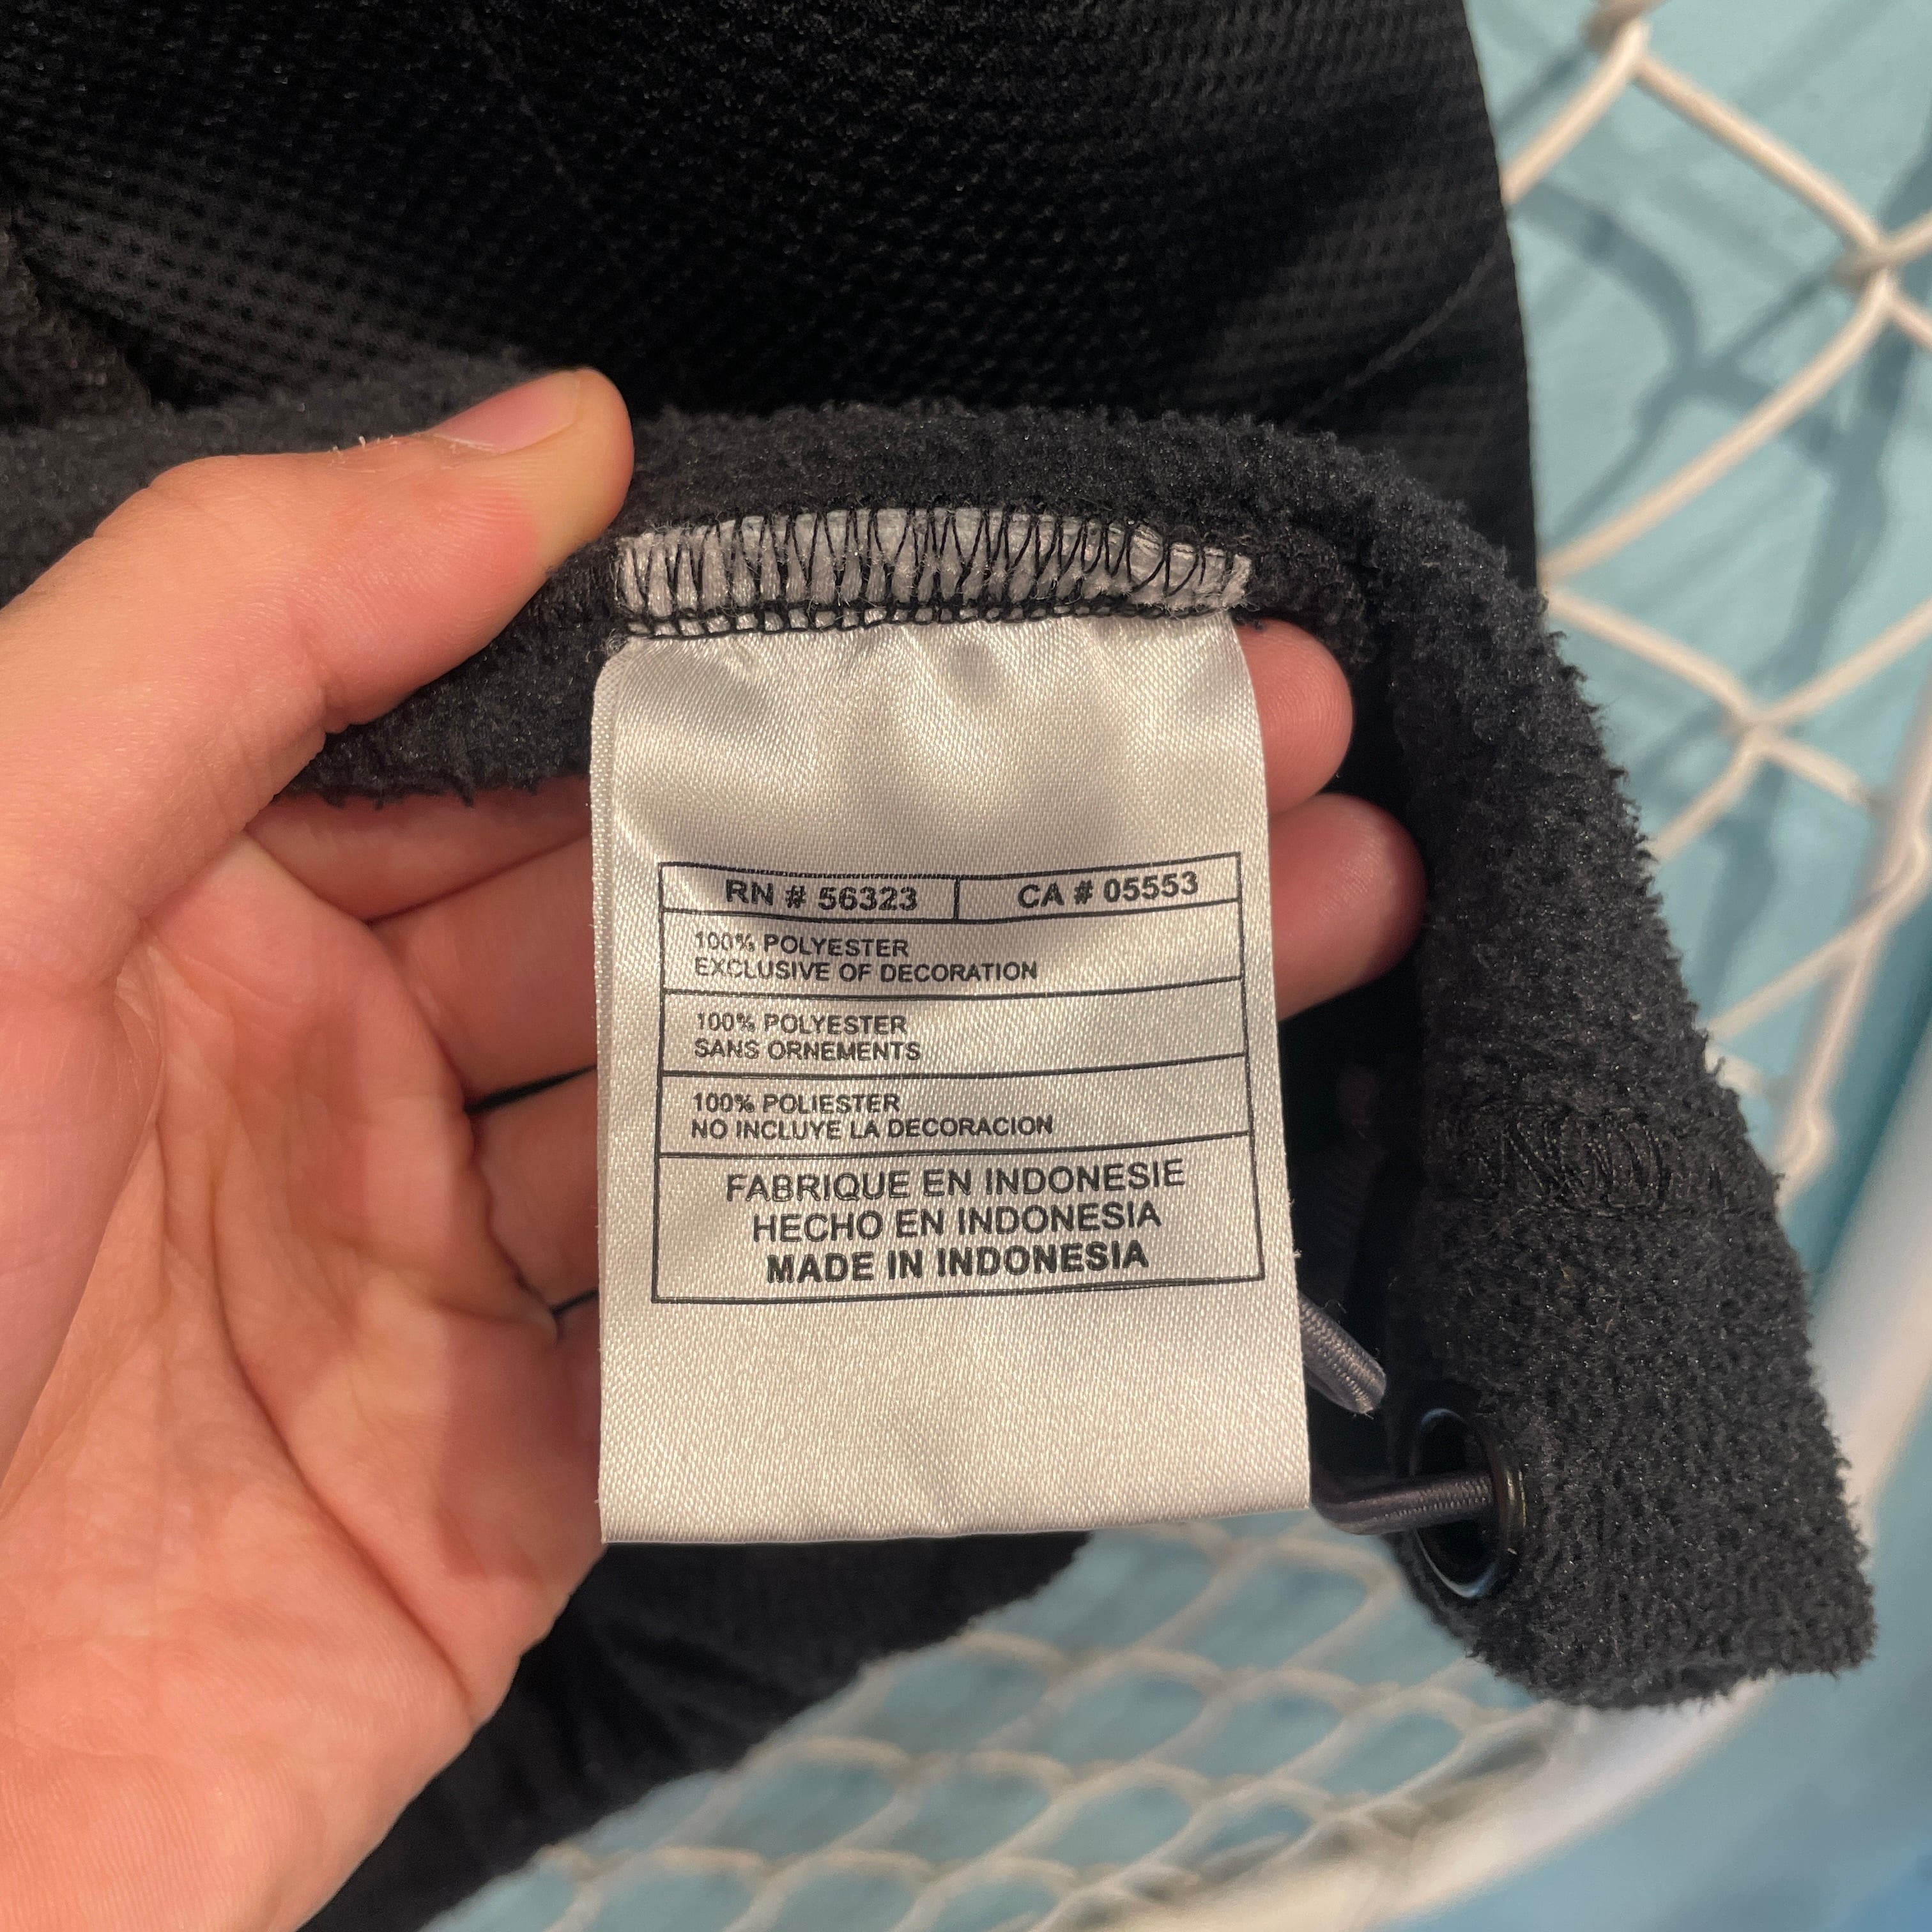 RN # 56323
CA # 05553
100% POLYESTER
EXCLUSIVE OF DECORATION
100% POLYESTER
SANS ORNEMENTS
100% POLIESTER
NO INCLUYE LA DECORACION
FABRIQUE EN INDONESIE
HECHO EN INDONESIA
MADE IN INDONESIA